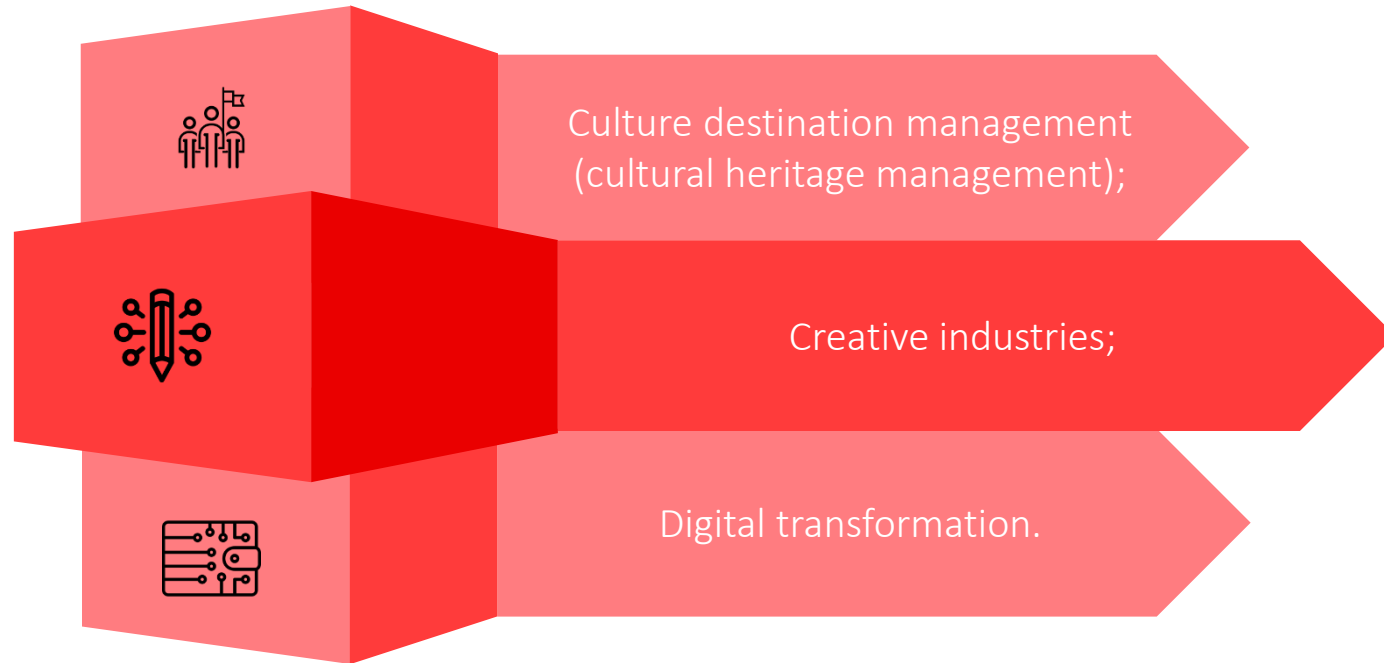 Culture destination management
(cultural heritage management);
Creative industries;
Digital transformation.